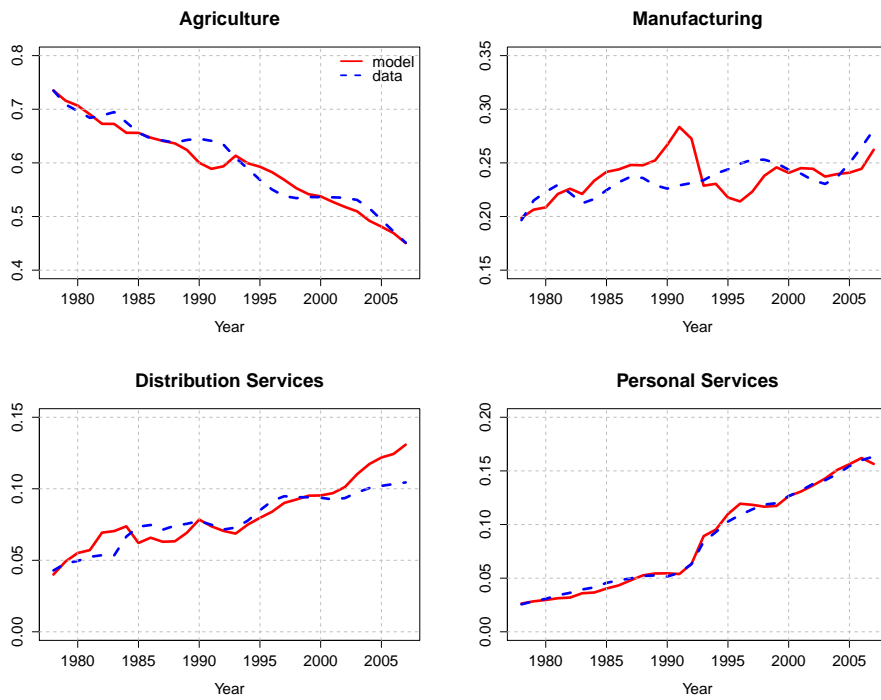 Agriculture
0.8
0.7
0.6
0.5
0.4
model
data
1980 1985 1990 1995 2000 2005
Year
Manufacturing
0.35
0.30
0.25
0.20
0.15
1980 1985 1990 1995 2000 2005
Year
Distribution Services
0.15
0.10
0.05
0.00
1980 1985 1990 1995 2000 2005
Year
Personal Services
0.20
0.15
0.10
0.05
0.00
1980 1985 1990 1995 2000 2005
Year